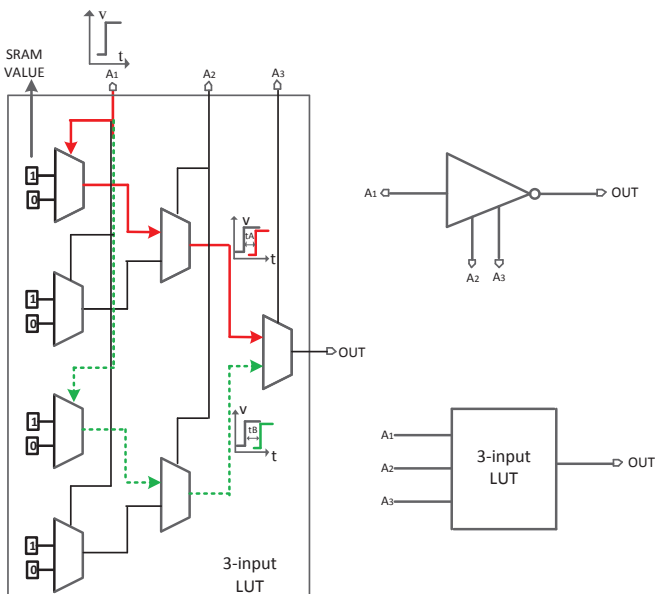 V
t
SRAM
VALUE
A1
A2
A3
1
0
V
tA
t
1
0
OUT
1
0
V
tB
t
1
0
3-input
LUT
A1
OUT
A2
A3
A1
A2
A3
3-input
LUT
OUT